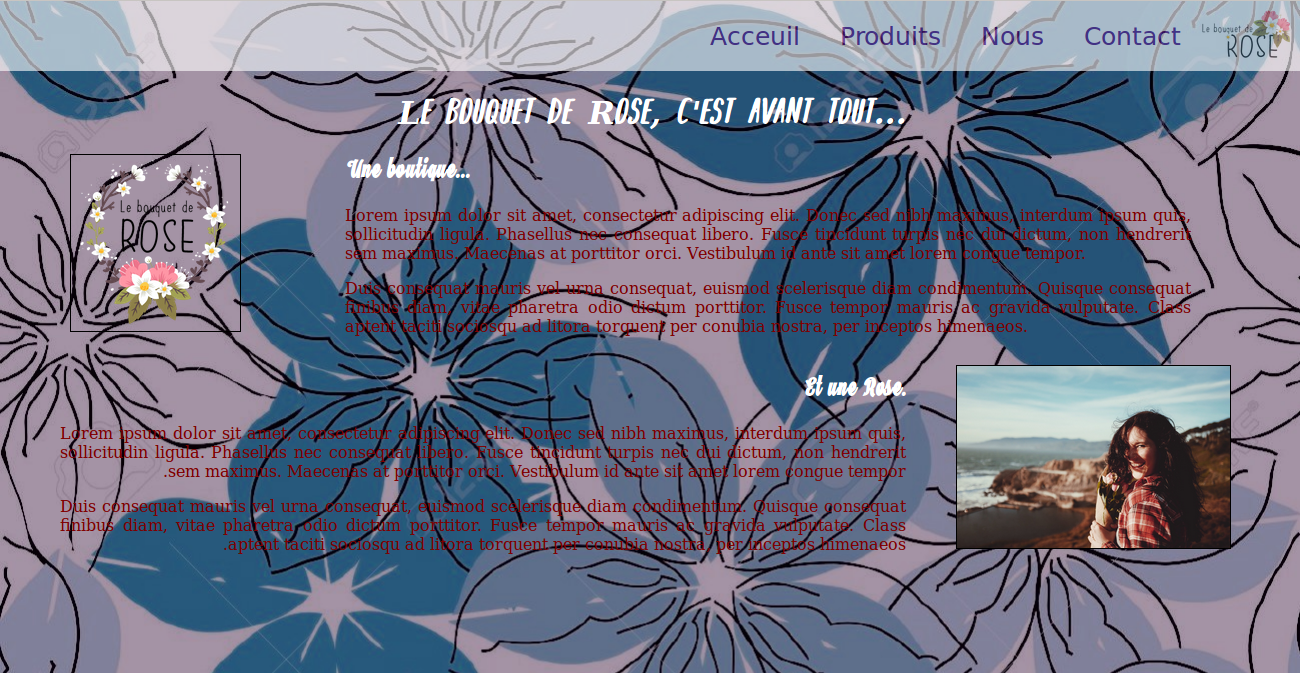 Acceuil Produits Nous Contact
Le bouquet de
ROSE
Le bouquet de Rose, c'est avant tout...
Le bouquet de
ROSE
Une boutique...
Lorem ipsum dolor sit amet, consectetur adipiscing elit. Donec sed nibh maximus, interdum ipsum quis,
sollicitudin ligula. Phasellus nec consequat libero. Fusce tincidunt turpis nec dui dictum, non hendrerit
sem maximus. Maecenas at porttitor orci. Vestibulum id ante sit amet lorem congue tempor.
Duis consequat mauris vel urna consequat, euismod scelerisque diam condimentum. Quisque consequat
finibus diam, vitae pharetra odio dictum porttitor. Fusce tempor mauris ac gravida vulputate. Class
aptent taciti sociosqu ad litora torquent per conubia nostra, per inceptos himenaeos.
Et une Rose.
Lorem ipsum dolor sit amet, consectetur adipiscing elit. Donec sed nibh maximus, interdum ipsum quis,
sollicitudin ligula. Phasellus nec consequat libero. Fusce tincidunt turpis nec dui dictum, non hendrerit
.sem maximus. Maecenas at porttitor orci. Vestibulum id ante sit amet lorem congue tempor
Duis consequat mauris vel urna consequat, euismod scelerisque diam condimentum. Quisque consequat
finibus diam, vitae pharetra odio dictum porttitor. Fusce tempor mauris ac gravida vulputate. Class
.aptent taciti sociosqu ad litora torquent per conubia nostra, per inceptos himenaeos